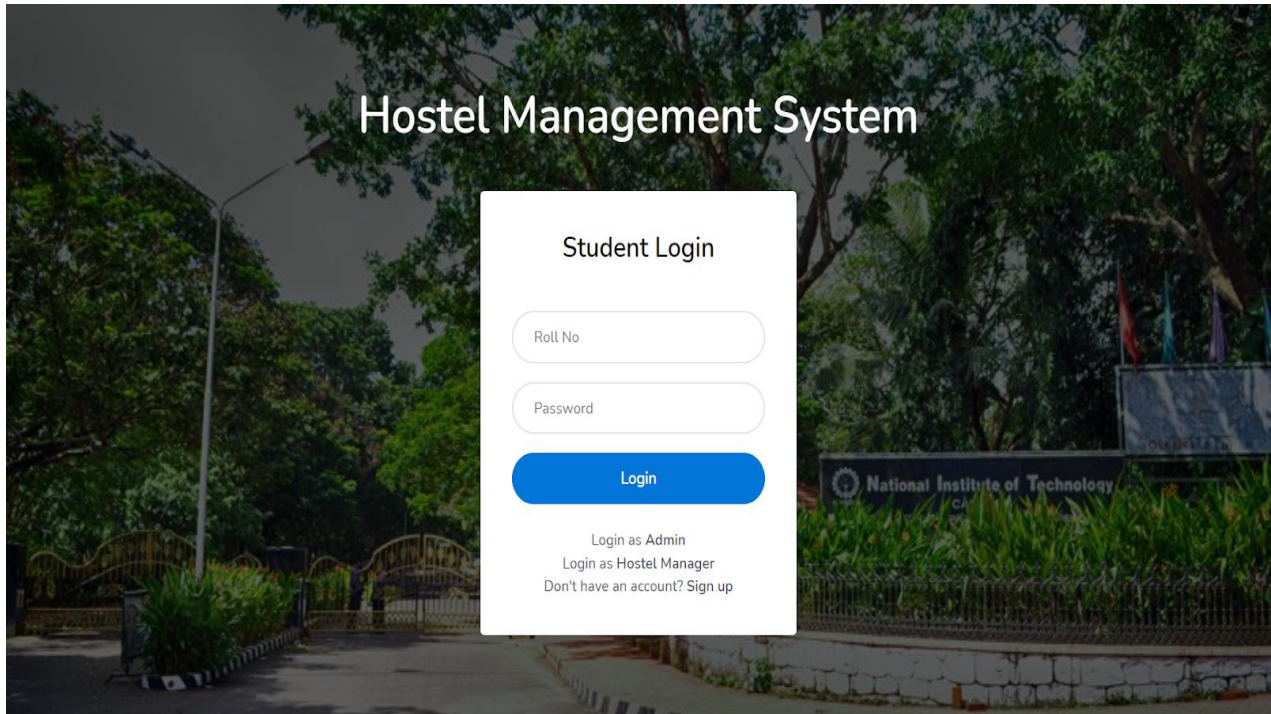 Hostel Management System
Student Login
Roll No
Password
Login
Login as Admin
Login as Hostel Manager
Don't have an account? Sign up
National Institute of Technology